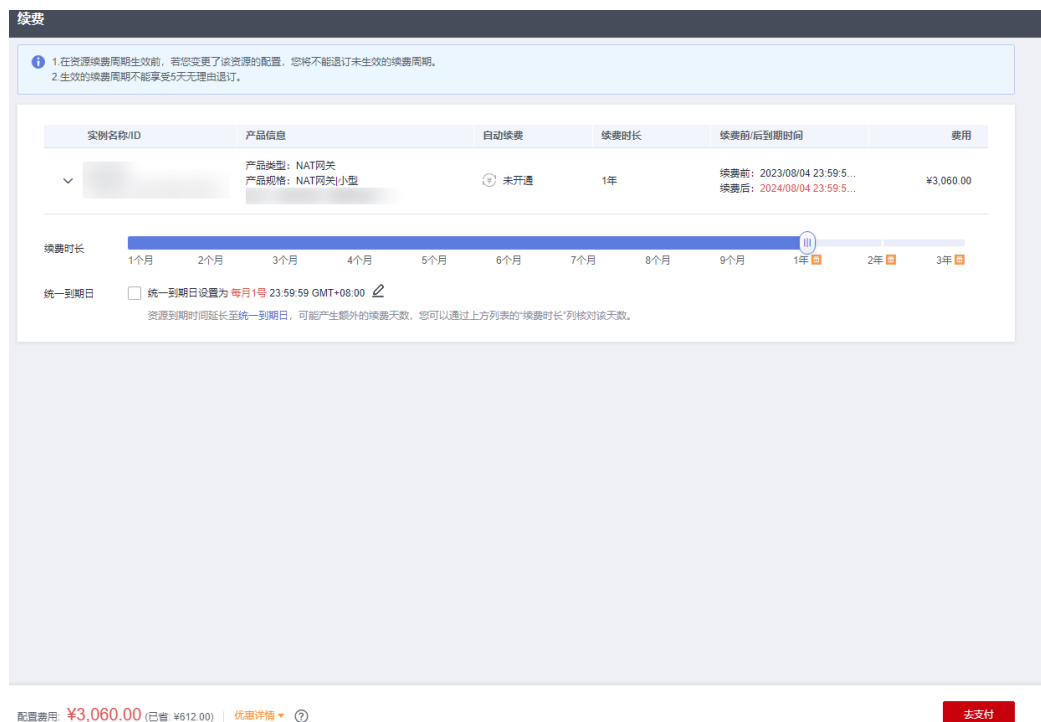 续费
1.在资源续费周期生效前，若您变更了该资源的配置，您将不能退订未生效的续费周期。
2.生效的续费周期不能享受5天无理由退订。
实例名称/ID 产品信息 自动续费 续费时长 续费前/后到期时间 费用
产品类型：NAT网关
产品规格：NAT网关|小型
未开通 1年
续费前：2023/08/04 23:59:5...
续费后：2024/08/04 23:59:5...
¥3,060.00
续费时长
1个月 2个月 3个月 4个月 5个月 6个月 7个月 8个月 9个月 1年 2年 3年
统一到期日 统一到期日设置为 每月1号 23:59:59 GMT+08:00
资源到期时间延长至统一到期日，可能产生额外的续费天数，您可以通过上方列表的“续费时长”列核对该天数。
配置费用: ¥3,060.00 (已省: ¥612.00) 优惠详情 去支付